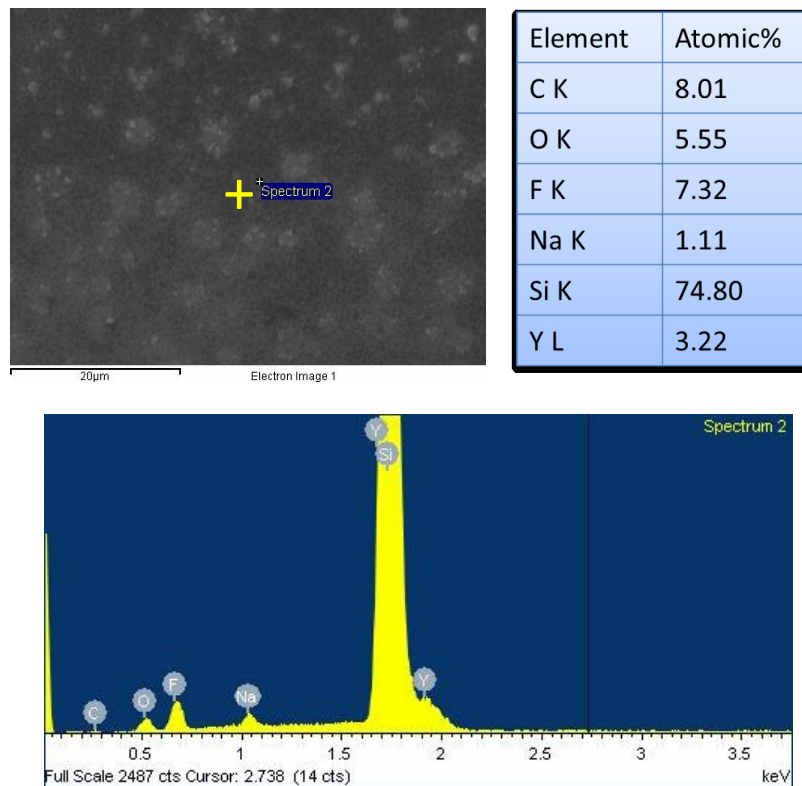 Spectrum 2
20µm Electron Image 1
Element Atomic%
C K 8.01
O K 5.55
F K 7.32
Na K 1.11
Si K 74.80
Y L 3.22
Spectrum 2
Y
Si
C O F Na Y
0.5 1 1.5 2 2.5 3 3.5
Full Scale 2487 cts Cursor: 2.738 (14 cts) keV